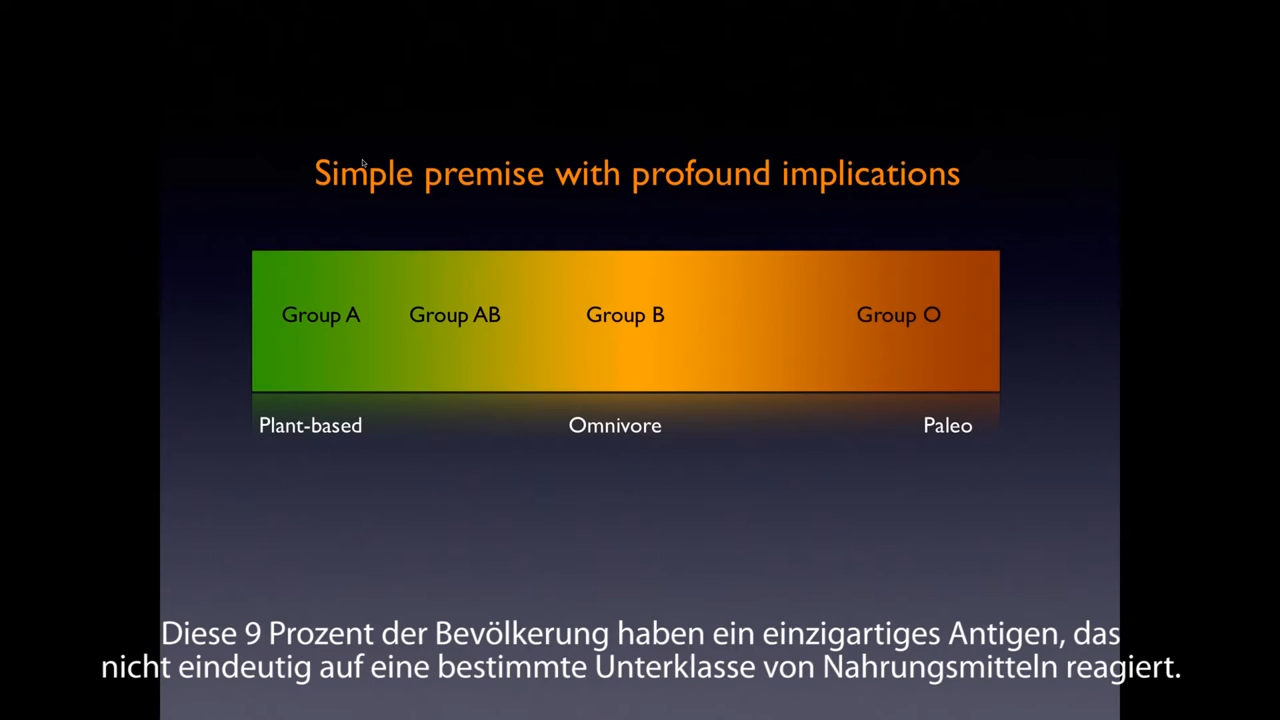 Simple premise with profound implications
Group A Group AB Group B Group O
Plant-based Omnivore Paleo
Diese 9 Prozent der Bevölkerung haben ein einzigartiges Antigen, das
nicht eindeutig auf eine bestimmte Unterklasse von Nahrungsmitteln reagiert.